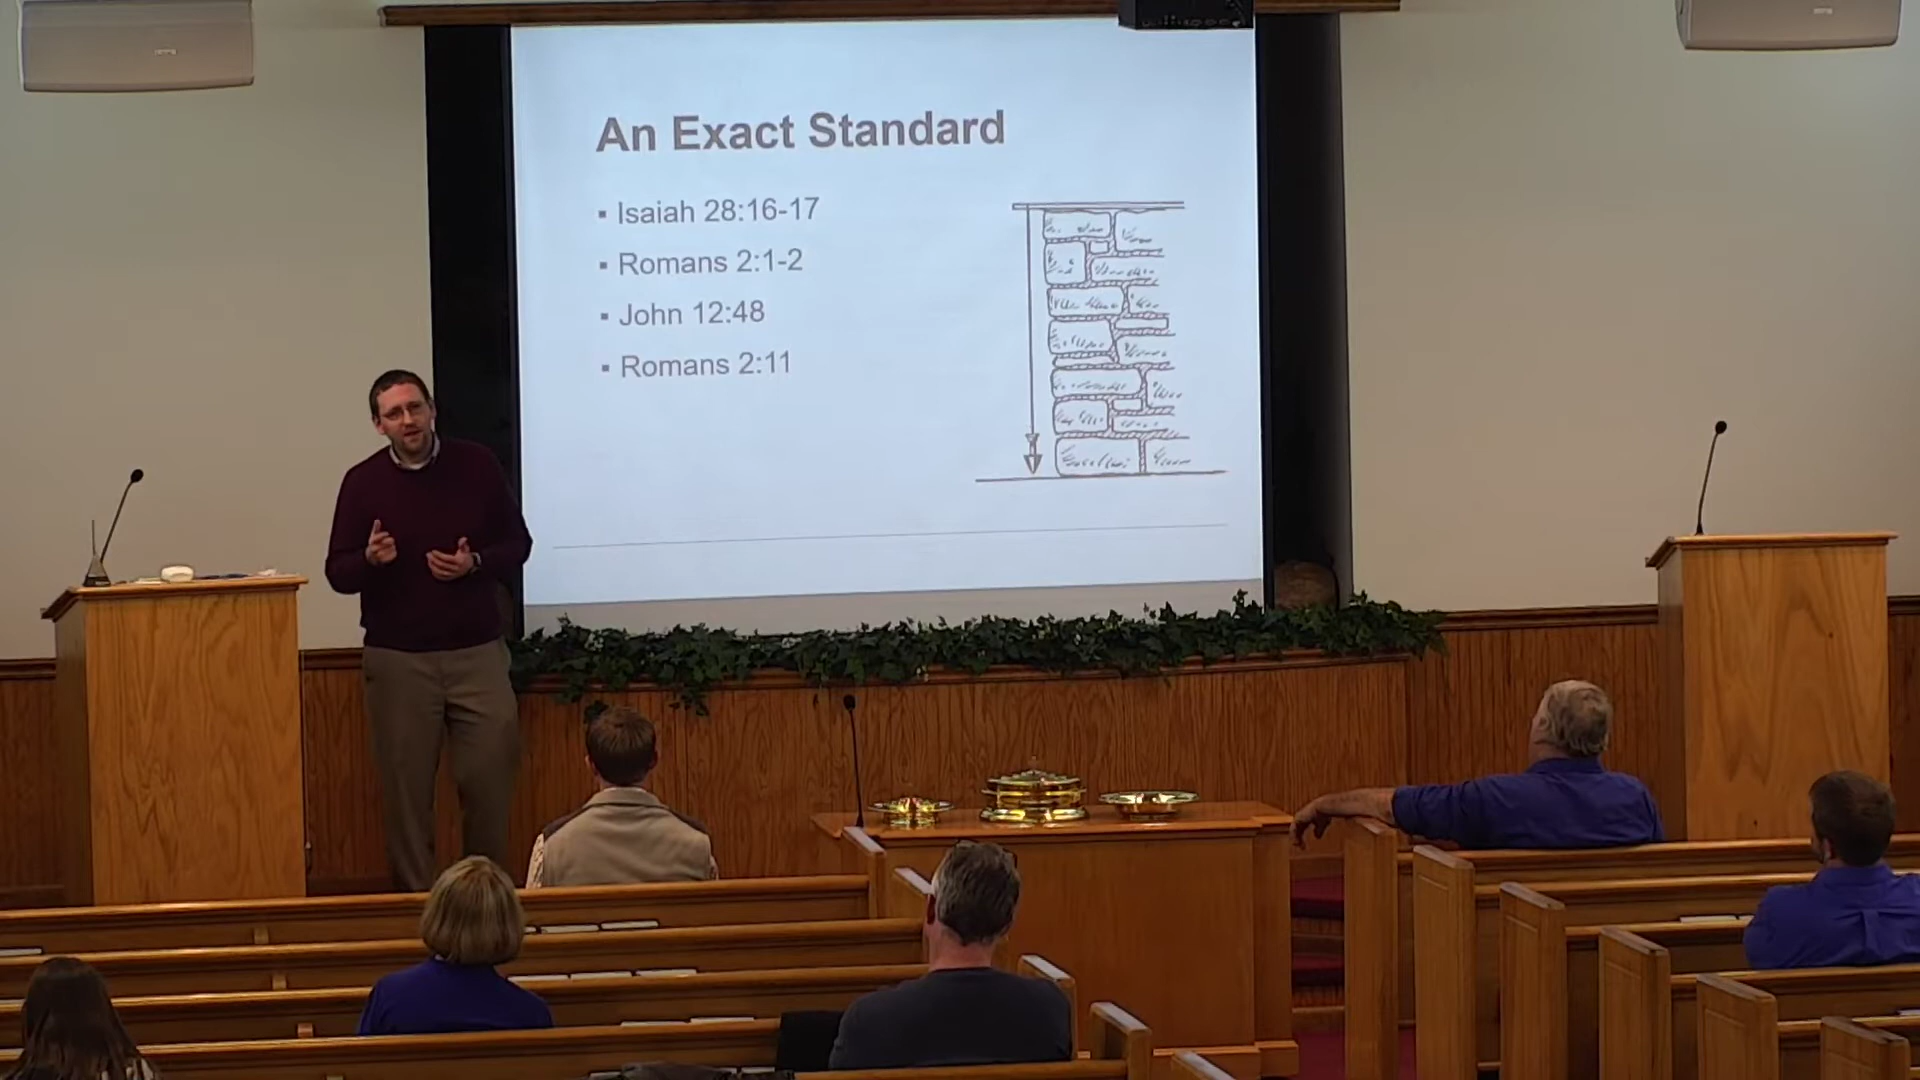 An Exact Standard
▪ Isaiah 28:16-17
▪ Romans 2:1-2
▪ John 12:48
▪ Romans 2:11